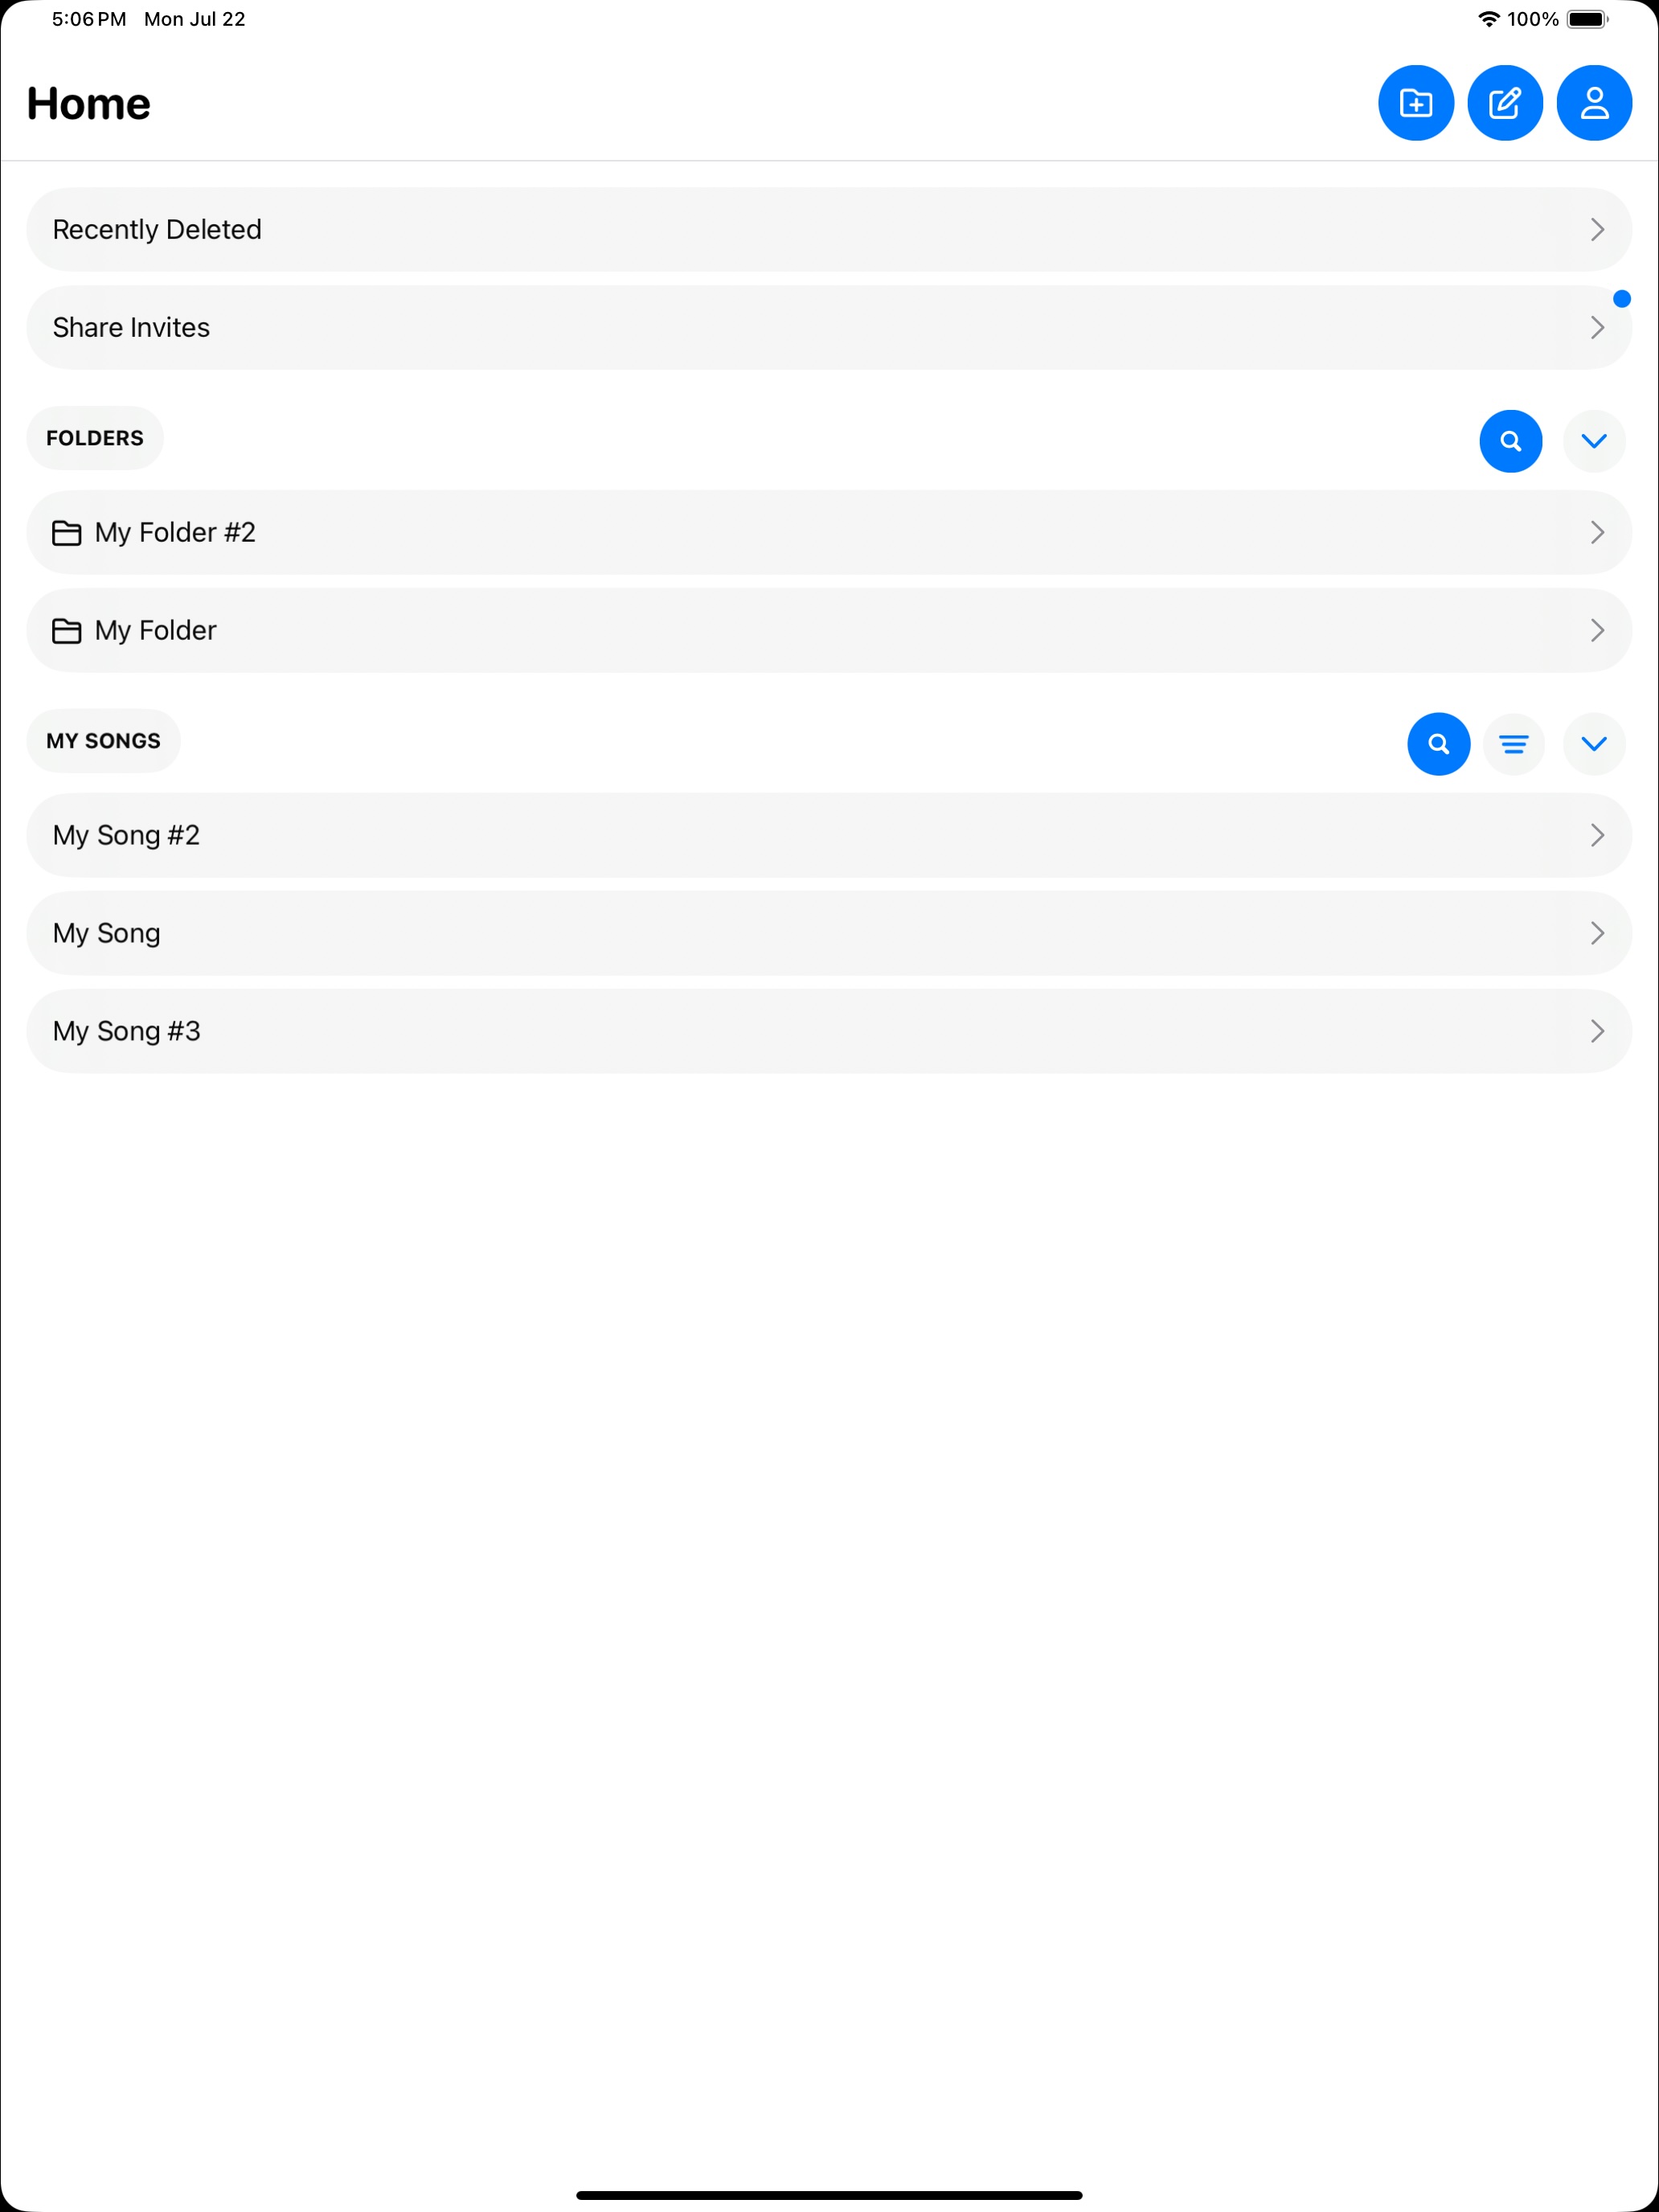 5:06 PM Mon Jul 22 100%
Home
Recently Deleted
Share Invites
FOLDERS
My Folder #2
My Folder
MY SONGS
My Song #2
My Song
My Song #3